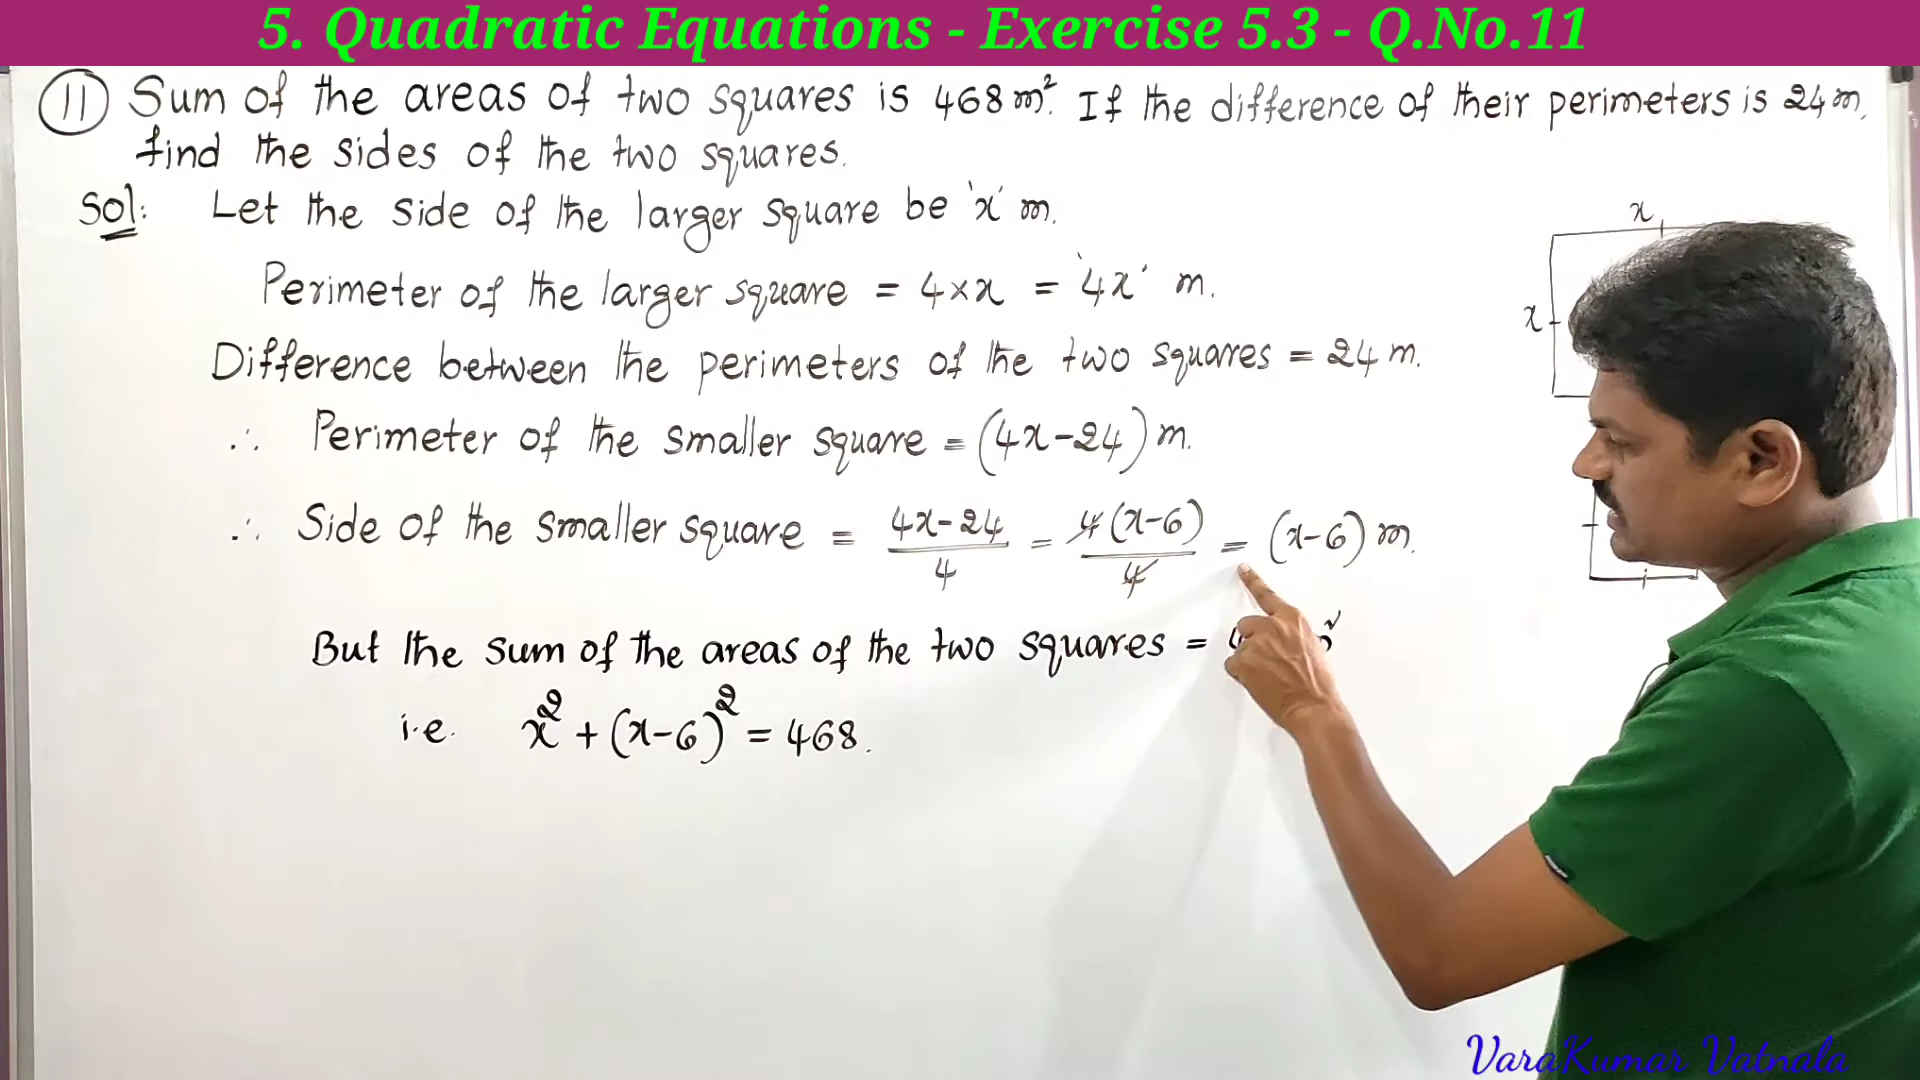 5. Quadratic Equations - Exercise 5.3 - Q.No.11
11 Sum of the areas of two squares is 468 m². If the difference of their perimeters is 24 m,
find the sides of the two squares.
Sol: Let the side of the larger square be 'x' m.
x
Perimeter of the larger square = 4×x = '4x' m.
x
Difference between the perimeters of the two squares = 24 m.
∴ Perimeter of the smaller square = (4x-24) m.
∴ Side of the smaller square = 4x-24/4 = 4(x-6)/4 = (x-6) m.
But the sum of the areas of the two squares =
i.e. x² + (x-6)² = 468.
VaraKumar Vatnala